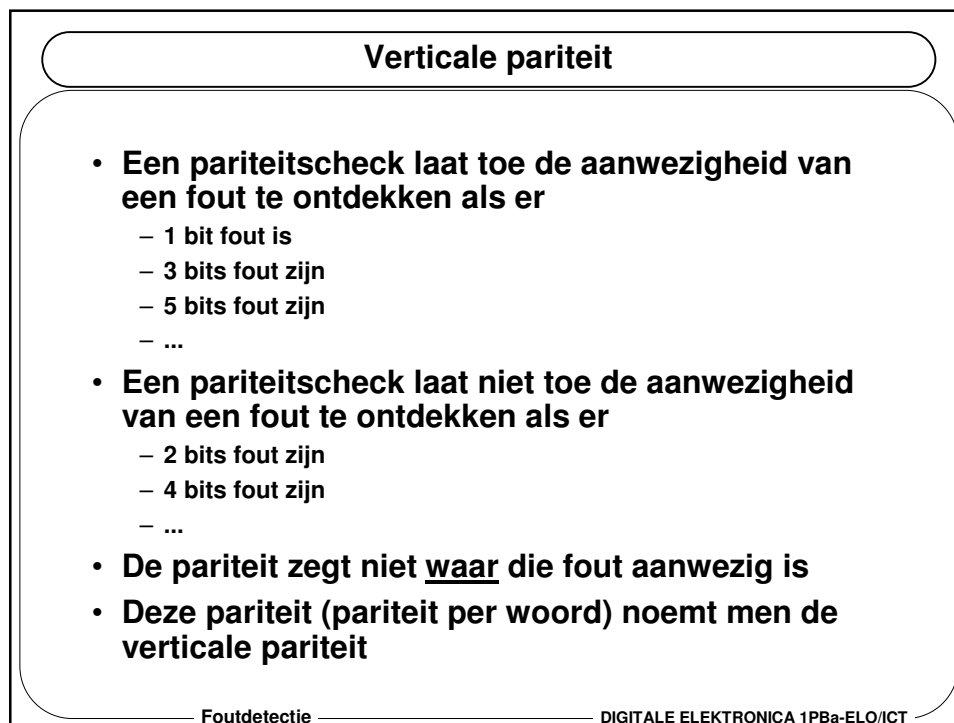 Verticale pariteit
• Een pariteitscheck laat toe de aanwezigheid van
een fout te ontdekken als er
– 1 bit fout is
– 3 bits fout zijn
– 5 bits fout zijn
– ...
• Een pariteitscheck laat niet toe de aanwezigheid
van een fout te ontdekken als er
– 2 bits fout zijn
– 4 bits fout zijn
– ...
• De pariteit zegt niet waar die fout aanwezig is
• Deze pariteit (pariteit per woord) noemt men de
verticale pariteit
Foutdetectie
DIGITALE ELEKTRONICA 1PBa-ELO/ICT